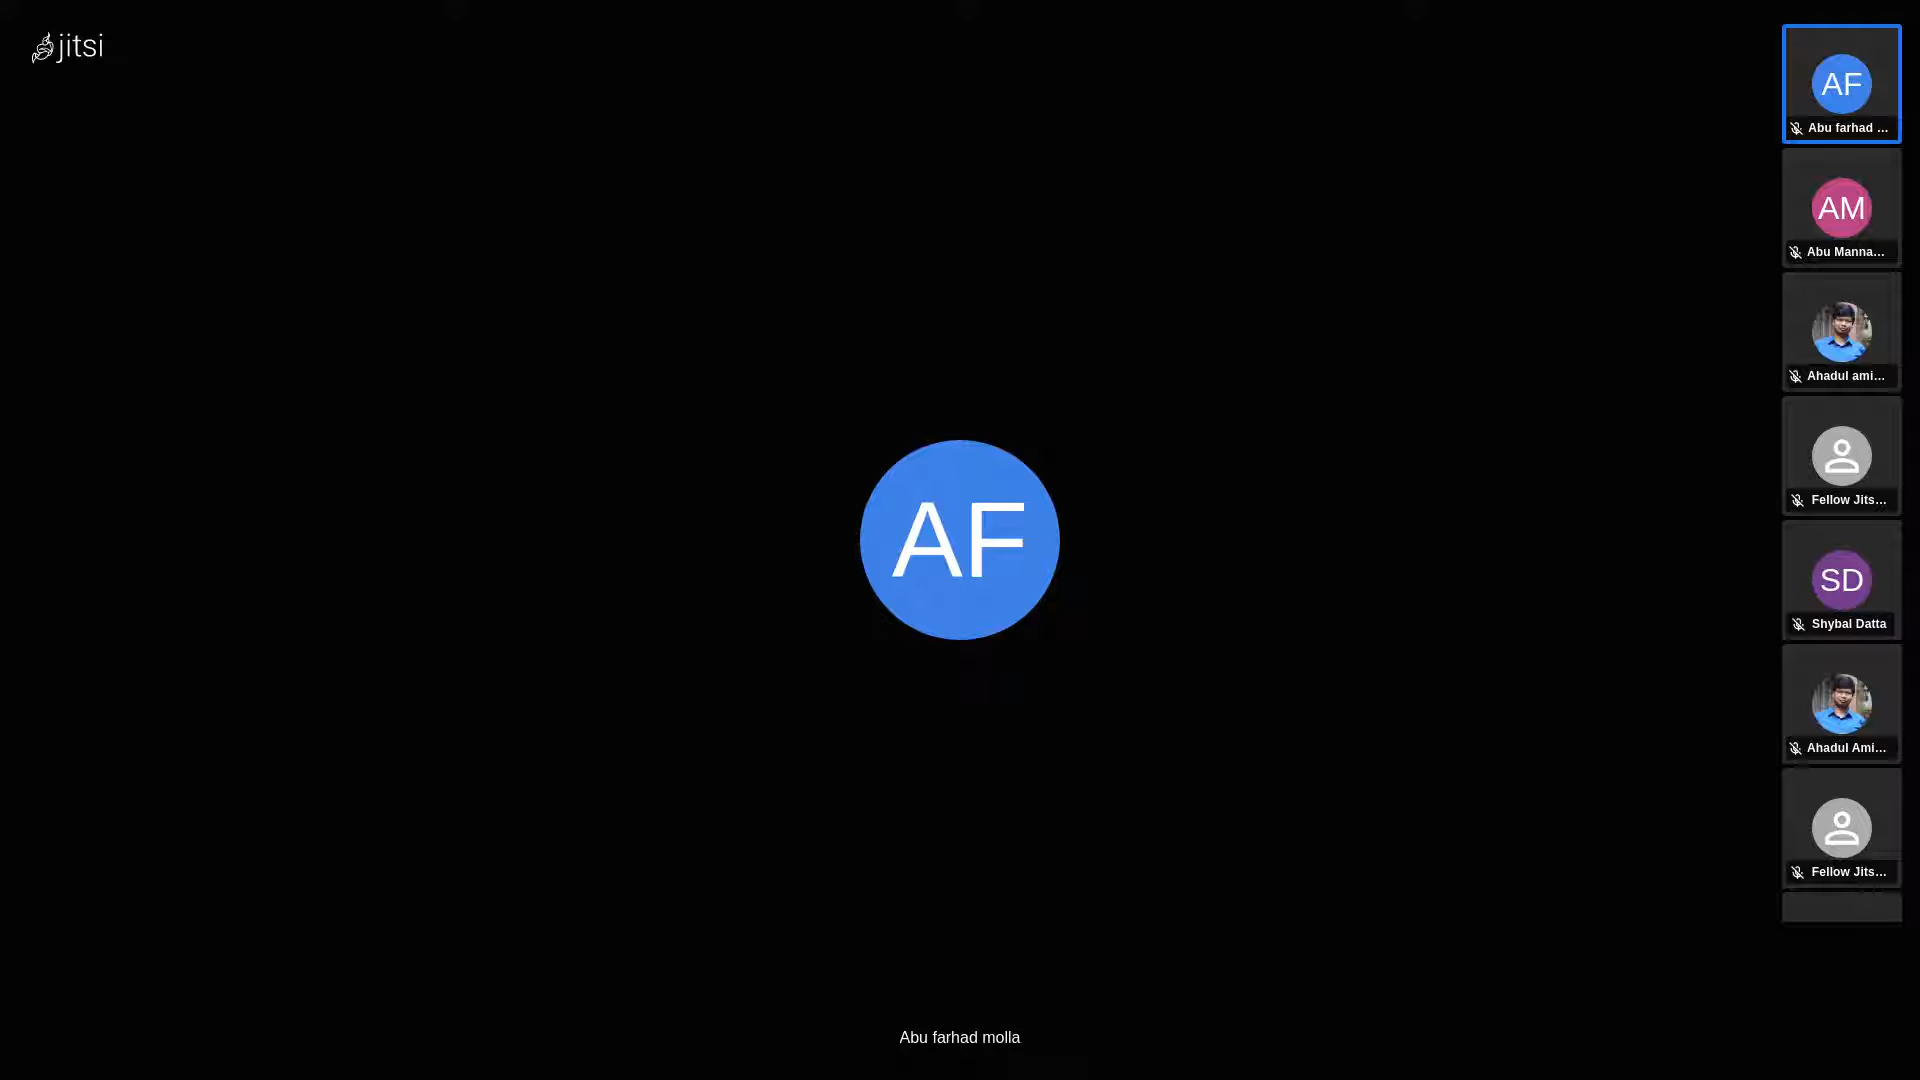 jitsi
AF
Abu farhad ...
AM
Abu Manna...
Ahadul ami...
Fellow Jits...
SD
Shybal Datta
Ahadul Ami...
Fellow Jits...
AF
Abu farhad molla